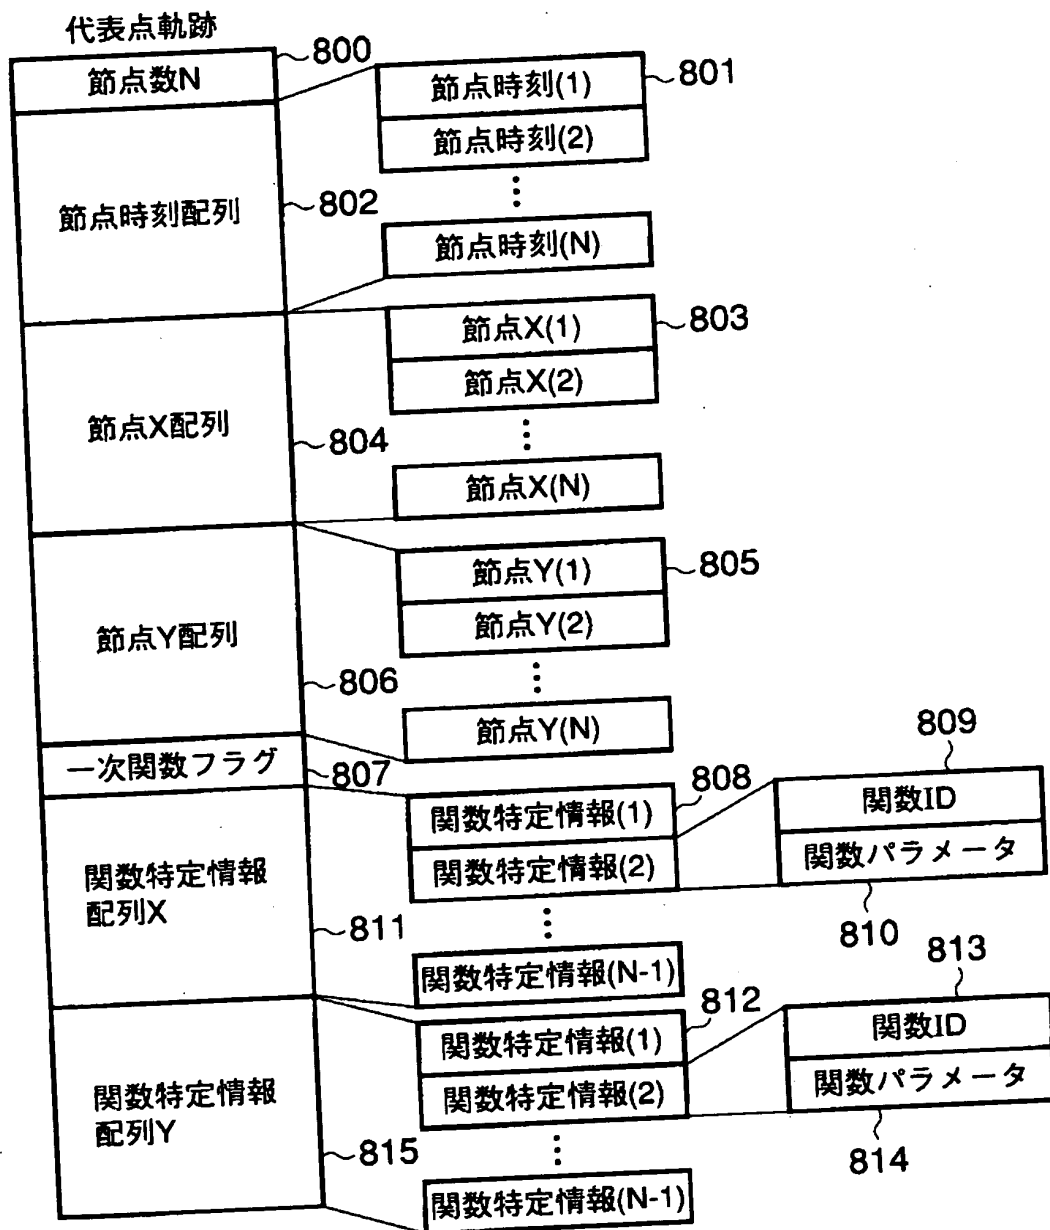 代表点軌跡
節点数N
800
節点時刻(1)
801
節点時刻(2)
節点時刻配列
802
節点時刻(N)
節点X(1)
803
節点X(2)
節点X配列
804
節点X(N)
節点Y(1)
805
節点Y(2)
節点Y配列
806
節点Y(N)
一次関数フラグ
807
関数特定情報(1)
808
関数特定情報(2)
809
関数ID
関数パラメータ
810
関数特定情報
配列X
811
関数特定情報(N-1)
関数特定情報(1)
812
関数特定情報(2)
813
関数ID
関数パラメータ
814
関数特定情報
配列Y
815
関数特定情報(N-1)